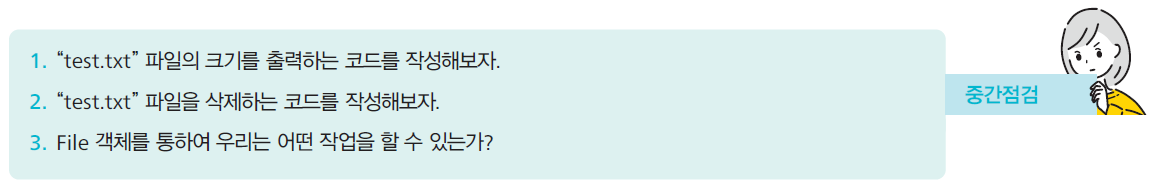 1. “test.txt” 파일의 크기를 출력하는 코드를 작성해보자.
2. “test.txt” 파일을 삭제하는 코드를 작성해보자.
3. File 객체를 통하여 우리는 어떤 작업을 할 수 있는가?
중간점검